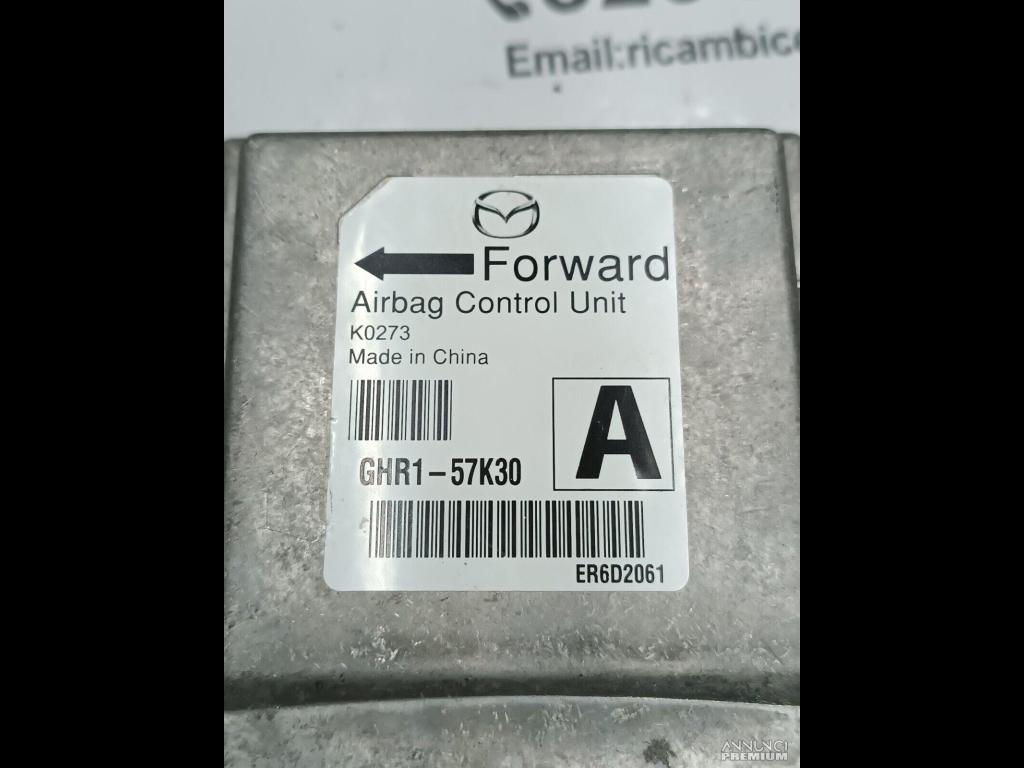 Email:ricambic
Forward
Airbag Control Unit
K0273
Made in China
A
GHR1-57K30
ER6D2061
ANNUNCI
PREMIUM